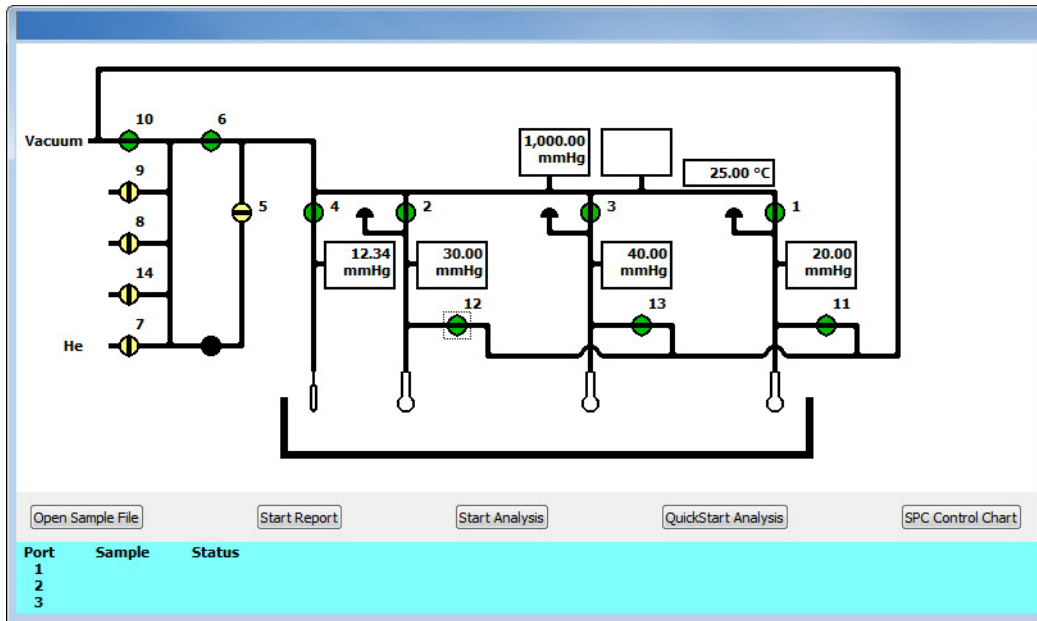 10
6
Vacuum
1,000.00
mmHg
25.00 °C
9
5
4
2
3
1
8
12.34
mmHg
30.00
mmHg
40.00
mmHg
20.00
mmHg
14
12
13
11
7
He
Open Sample File
Start Report
Start Analysis
QuickStart Analysis
SPC Control Chart
Port Sample Status
1
2
3